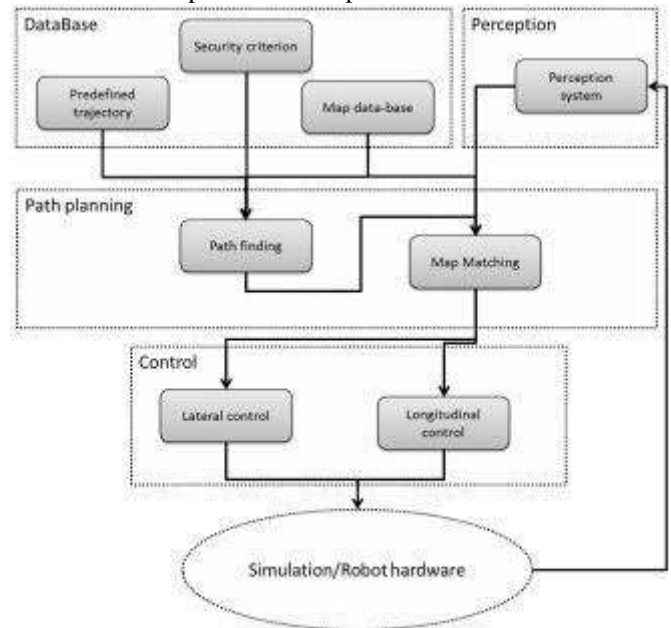 DataBase
Security criterion
Predefined
trajectory
Map data-base
Perception
Perception
system
Path planning
Path finding
Map Matching
Control
Lateral control
Longitudinal
control
Simulation/Robot hardware